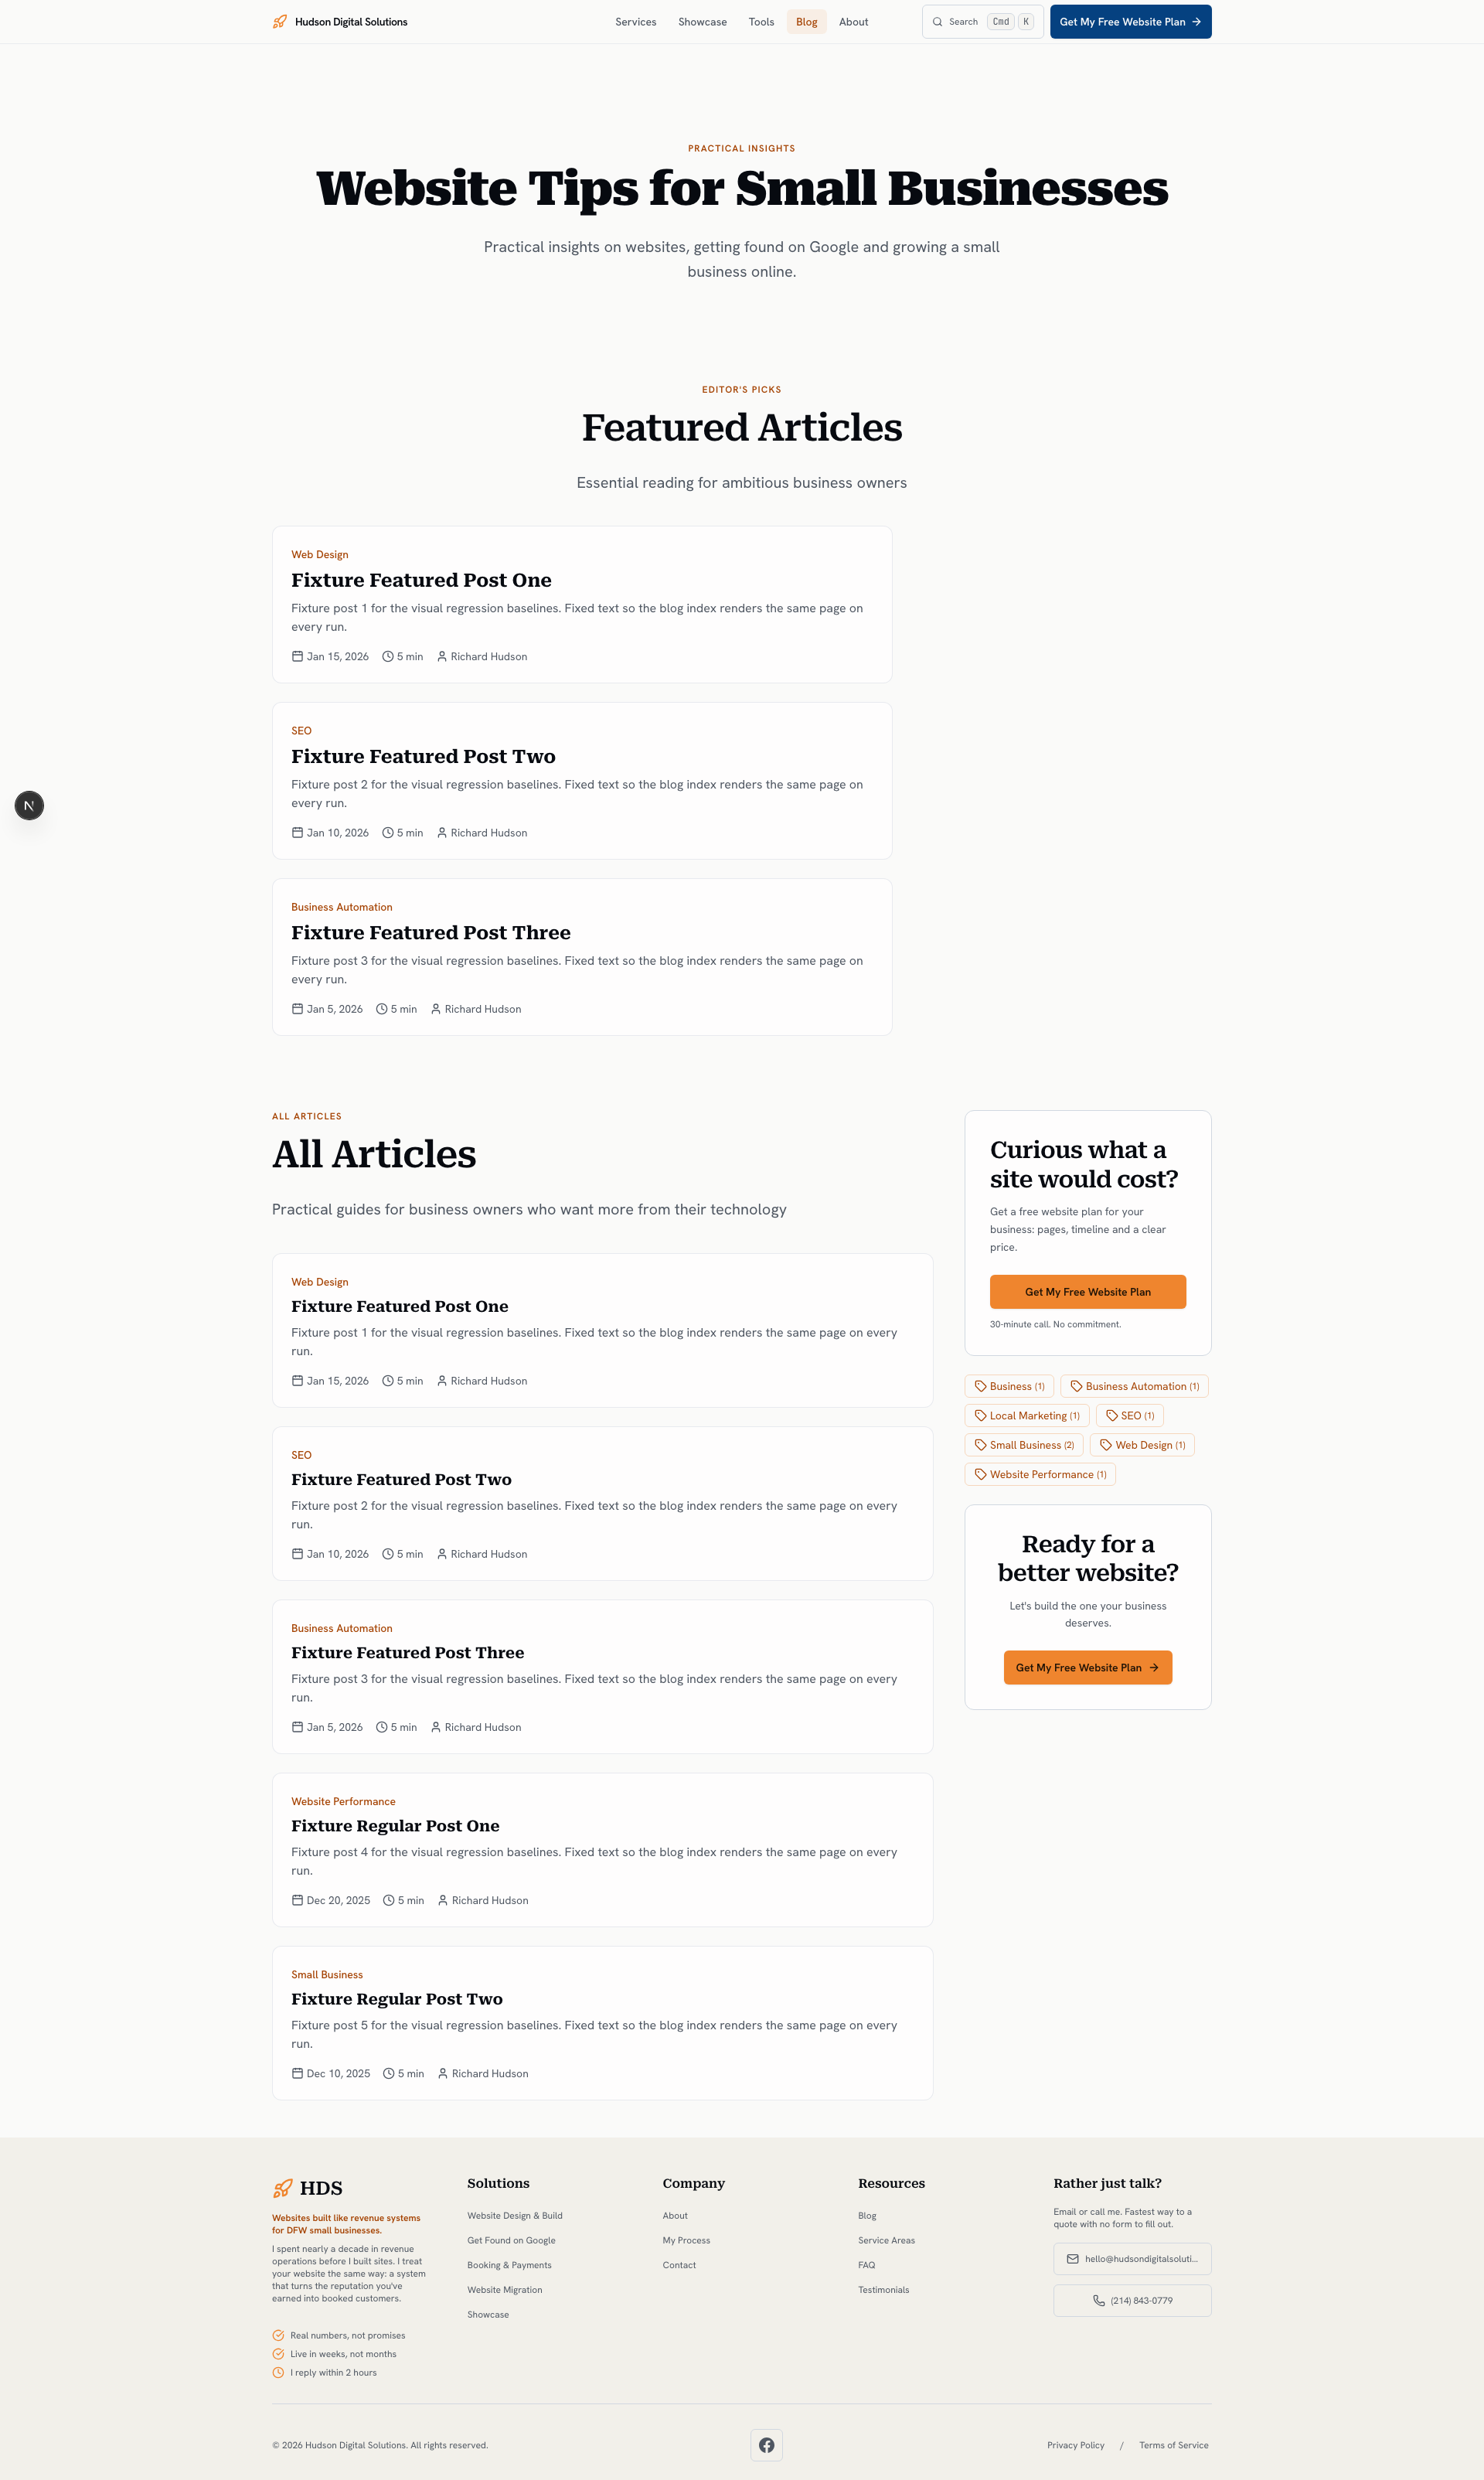 Hudson Digital Solutions
Services Showcase Tools Blog About
Search Cmd K
Get My Free Website Plan
PRACTICAL INSIGHTS
Website Tips for Small Businesses
Practical insights on websites, getting found on Google and growing a small
business online.
EDITOR'S PICKS
Featured Articles
Essential reading for ambitious business owners
Web Design
Fixture Featured Post One
Fixture post 1 for the visual regression baselines. Fixed text so the blog index renders the same page on
every run.
Jan 15, 2026 5 min Richard Hudson
SEO
Fixture Featured Post Two
Fixture post 2 for the visual regression baselines. Fixed text so the blog index renders the same page on
every run.
Jan 10, 2026 5 min Richard Hudson
N
Business Automation
Fixture Featured Post Three
Fixture post 3 for the visual regression baselines. Fixed text so the blog index renders the same page on
every run.
Jan 5, 2026 5 min Richard Hudson
ALL ARTICLES
All Articles
Practical guides for business owners who want more from their technology
Web Design
Fixture Featured Post One
Fixture post 1 for the visual regression baselines. Fixed text so the blog index renders the same page on every
run.
Jan 15, 2026 5 min Richard Hudson
SEO
Fixture Featured Post Two
Fixture post 2 for the visual regression baselines. Fixed text so the blog index renders the same page on every
run.
Jan 10, 2026 5 min Richard Hudson
Business Automation
Fixture Featured Post Three
Fixture post 3 for the visual regression baselines. Fixed text so the blog index renders the same page on every
run.
Jan 5, 2026 5 min Richard Hudson
Website Performance
Fixture Regular Post One
Fixture post 4 for the visual regression baselines. Fixed text so the blog index renders the same page on every
run.
Dec 20, 2025 5 min Richard Hudson
Small Business
Fixture Regular Post Two
Fixture post 5 for the visual regression baselines. Fixed text so the blog index renders the same page on every
run.
Dec 10, 2025 5 min Richard Hudson
Curious what a
site would cost?
Get a free website plan for your
business: pages, timeline and a clear
price.
Get My Free Website Plan
30-minute call. No commitment.
Business (1) Business Automation (1)
Local Marketing (1) SEO (1)
Small Business (2) Web Design (1)
Website Performance (1)
Ready for a
better website?
Let's build the one your business
deserves.
Get My Free Website Plan
HDS
Websites built like revenue systems
for DFW small businesses.
I spent nearly a decade in revenue
operations before I built sites. I treat
your website the same way: a system
that turns the reputation you've
earned into booked customers.
Real numbers, not promises
Live in weeks, not months
I reply within 2 hours
Solutions
Website Design & Build
Get Found on Google
Booking & Payments
Website Migration
Showcase
Company
About
My Process
Contact
Resources
Blog
Service Areas
FAQ
Testimonials
Rather just talk?
Email or call me. Fastest way to a
quote with no form to fill out.
hello@hudsondigitalsoluti...
(214) 843-0779
© 2026 Hudson Digital Solutions. All rights reserved.
Privacy Policy / Terms of Service